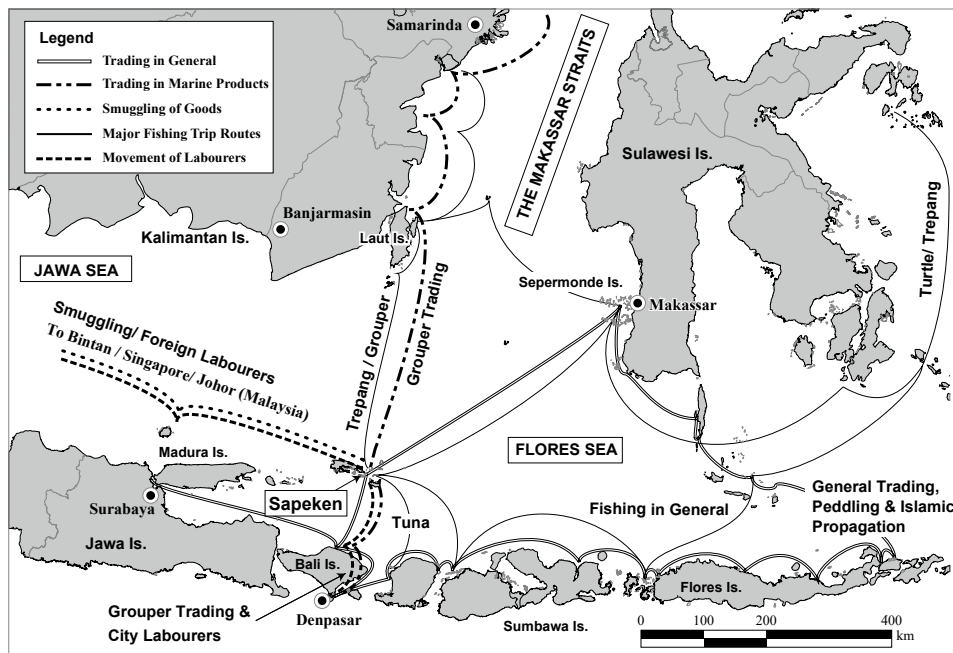 Legend
Trading in General
Trading in Marine Products
Smuggling of Goods
Major Fishing Trip Routes
Movement of Labourers
Samarinda
THE MAKASSAR STRAITS
Sulawesi Is.
Banjarmasin
Kalimantan Is.
Laut Is.
JAWA SEA
Sepermonde Is.
Makassar
Turtle/ Trepang
Smuggling/ Foreign Labourers
To Bintan / Singapore/ Johor (Malaysia)
Trepang / Grouper
Grouper Trading
Madura Is.
FLORES SEA
Sapeken
Surabaya
Tuna
Fishing in General
General Trading,
Peddling & Islamic
Propagation
Jawa Is.
Bali Is.
Flores Is.
Grouper Trading &
City Labourers
Denpasar
Sumbawa Is.
0 100 200 400
km